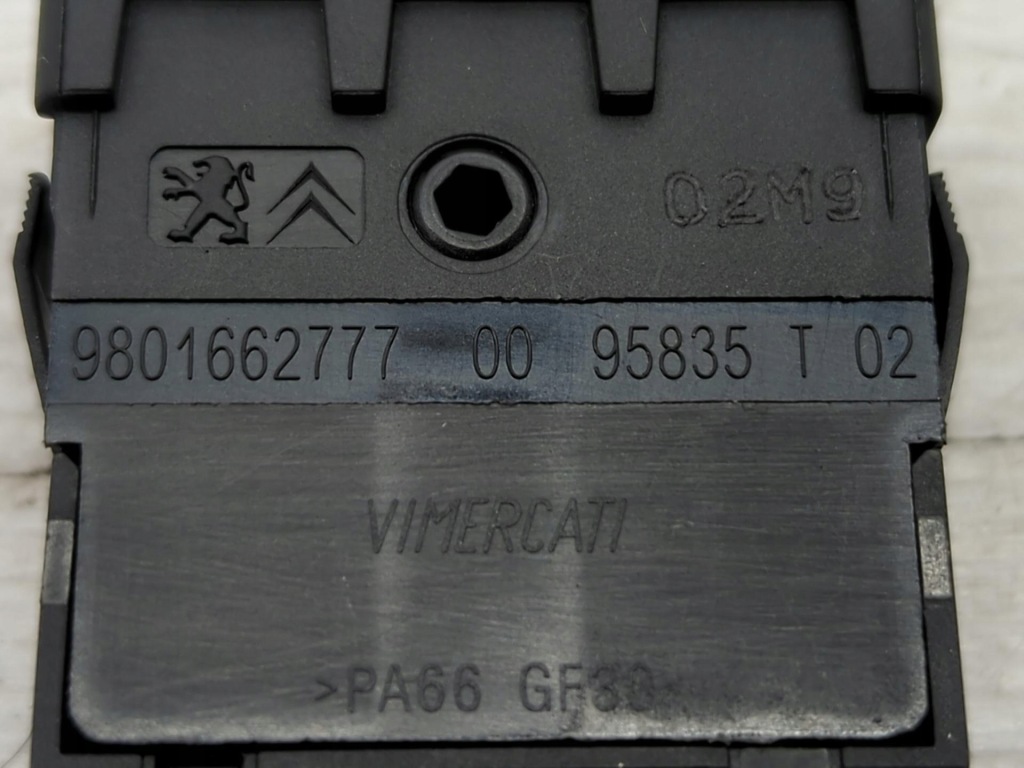 02M9
9801662777 00 95835 T 02
VIMERCATI
>PA66 GF30